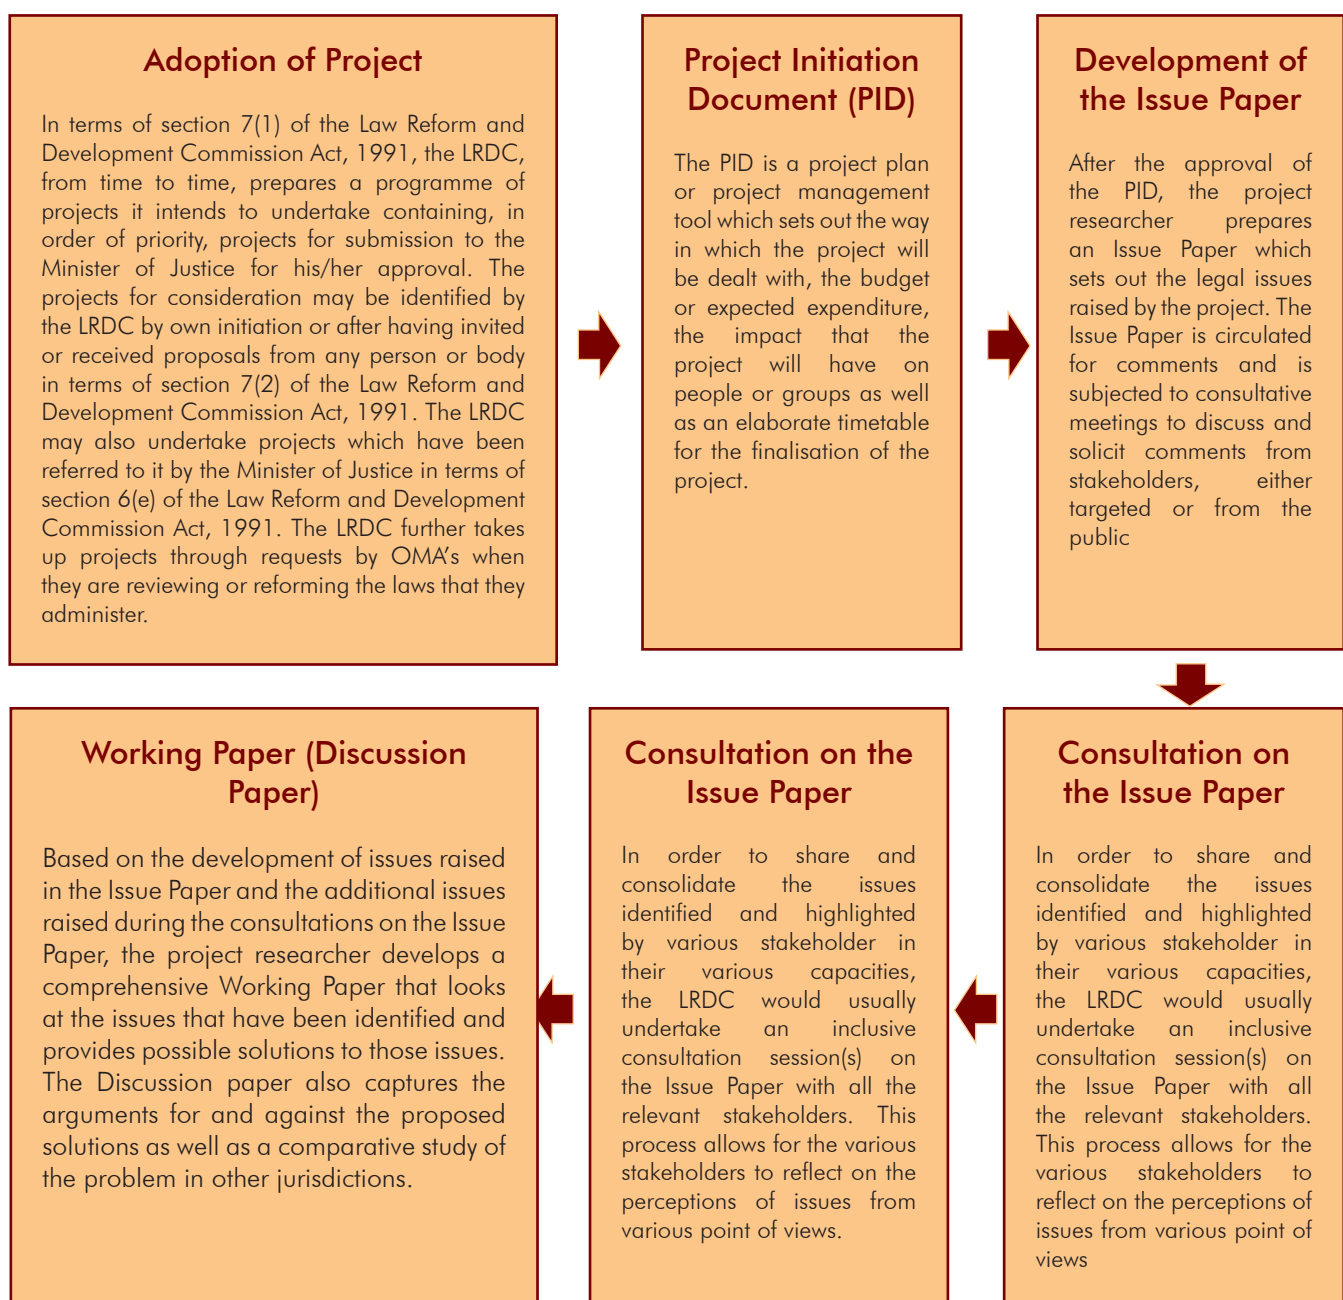 Adoption of Project
In terms of section 7(1) of the Law Reform and
Development Commission Act, 1991, the LRDC,
from time to time, prepares a programme of
projects it intends to undertake containing, in
order of priority, projects for submission to the
Minister of Justice for his/her approval. The
projects for consideration may be identified by
the LRDC by own initiation or after having invited
or received proposals from any person or body
in terms of section 7(2) of the Law Reform and
Development Commission Act, 1991. The LRDC
may also undertake projects which have been
referred to it by the Minister of Justice in terms of
section 6(e) of the Law Reform and Development
Commission Act, 1991. The LRDC further takes
up projects through requests by OMA’s when
they are reviewing or reforming the laws that they
administer.
Project Initiation
Document (PID)
The PID is a project plan
or project management
tool which sets out the way
in which the project will
be dealt with, the budget
or expected expenditure,
the impact that the
project will have on
people or groups as well
as an elaborate timetable
for the finalisation of the
project.
Development of
the Issue Paper
After the approval of
the PID, the project
researcher prepares
an Issue Paper which
sets out the legal issues
raised by the project. The
Issue Paper is circulated
for comments and is
subjected to consultative
meetings to discuss and
solicit comments from
stakeholders, either
targeted or from the
public
Consultation on
the Issue Paper
In order to share and
consolidate the issues
identified and highlighted
by various stakeholder in
their various capacities,
the LRDC would usually
undertake an inclusive
consultation session(s) on
the Issue Paper with all
the relevant stakeholders.
This process allows for the
various stakeholders to
reflect on the perceptions of
issues from various point of
views
Consultation on the
Issue Paper
In order to share and
consolidate the issues
identified and highlighted
by various stakeholder in
their various capacities,
the LRDC would usually
undertake an inclusive
consultation session(s) on
the Issue Paper with all the
relevant stakeholders. This
process allows for the various
stakeholders to reflect on the
perceptions of issues from
various point of views.
Working Paper (Discussion
Paper)
Based on the development of issues raised
in the Issue Paper and the additional issues
raised during the consultations on the Issue
Paper, the project researcher develops a
comprehensive Working Paper that looks
at the issues that have been identified and
provides possible solutions to those issues.
The Discussion paper also captures the
arguments for and against the proposed
solutions as well as a comparative study of
the problem in other jurisdictions.